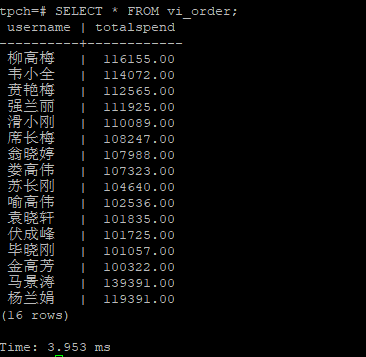 tpch=# SELECT * FROM vi_order;
username | totalspend
----------+------------
柳高梅 | 116155.00
韦小全 | 114072.00
贲艳梅 | 112565.00
强兰丽 | 111925.00
滑小刚 | 110089.00
席长梅 | 108247.00
翁晓婷 | 107988.00
娄高伟 | 107323.00
苏长刚 | 104640.00
喻高伟 | 102536.00
袁晓轩 | 101835.00
伏成峰 | 101725.00
毕晓刚 | 101057.00
金高芳 | 100322.00
马景涛 | 139391.00
杨兰娟 | 119391.00
(16 rows)
Time: 3.953 ms